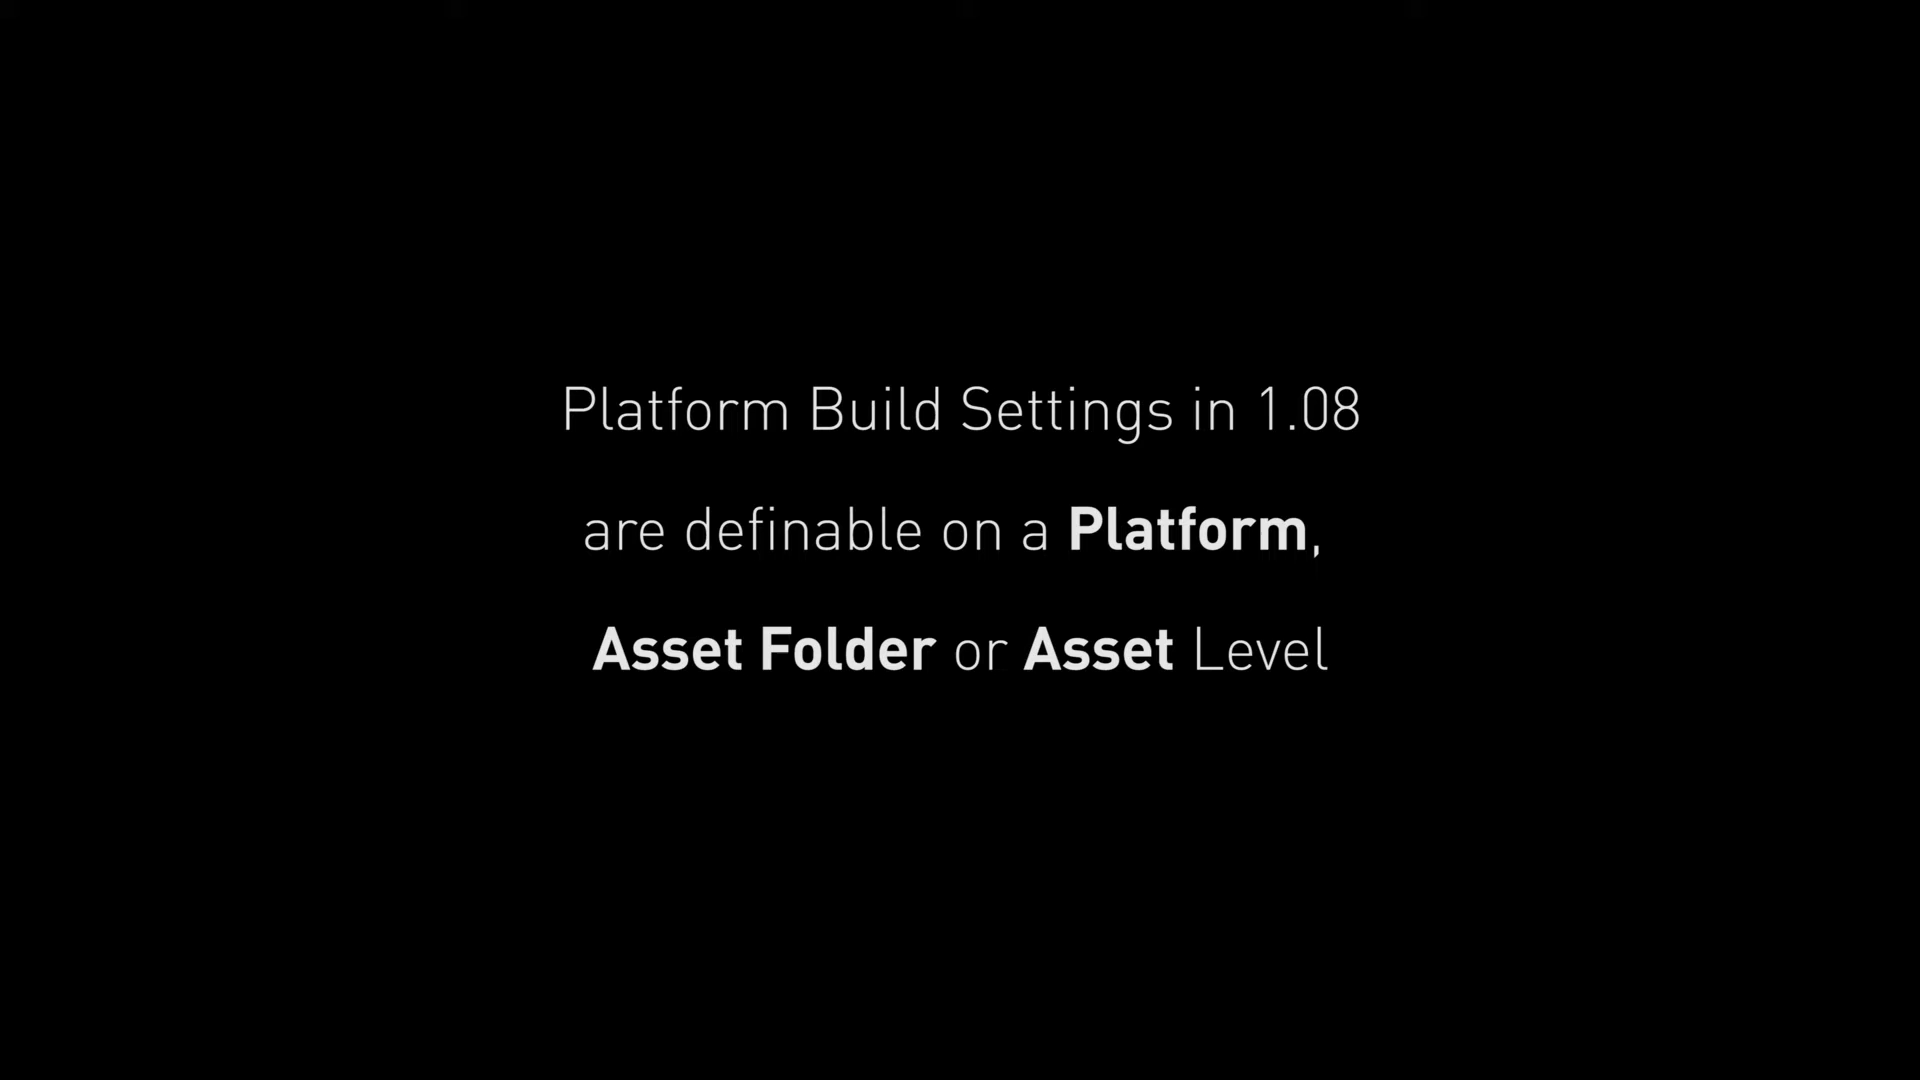 Platform Build Settings in 1.08
are definable on a Platform,
Asset Folder or Asset Level